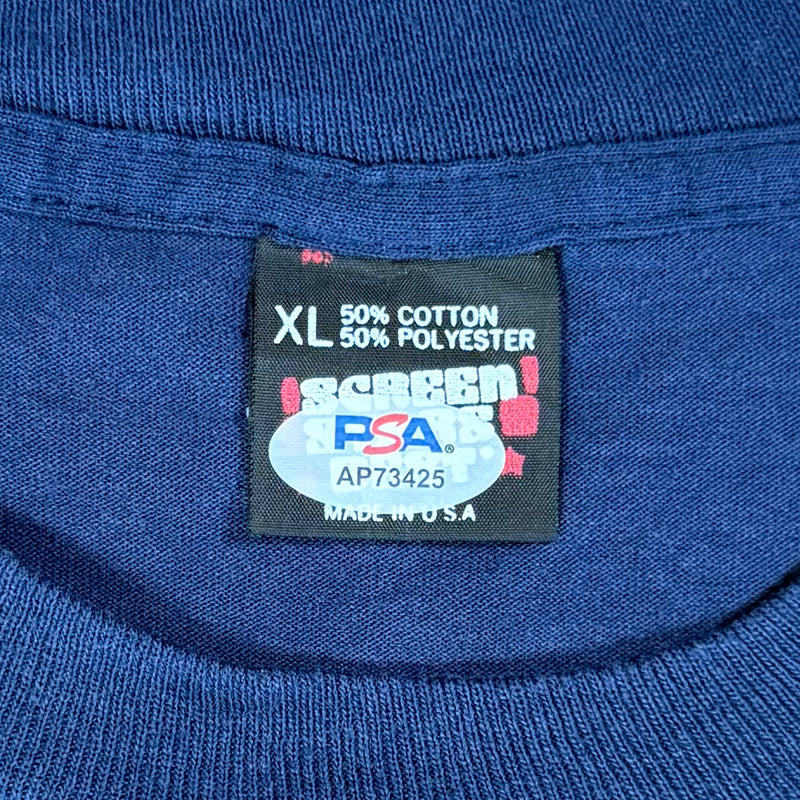 XL 50% COTTON
50% POLYESTER
SCREEN
PSA®
AP73425
MADE IN U.S.A